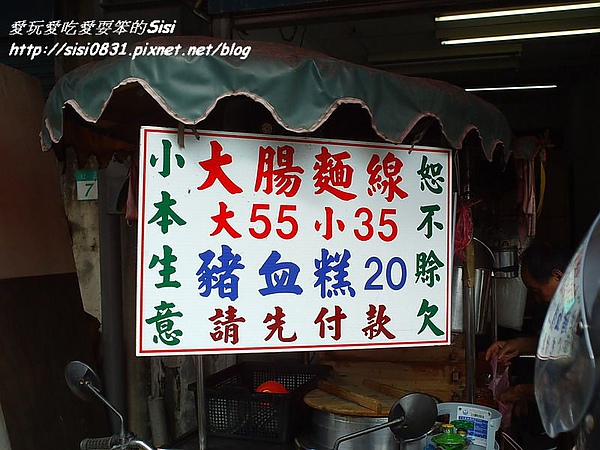 愛玩愛吃愛耍笨的Sisi
http://sisi0831.pixnet.net/blog
7
小本生意
大腸麵線
大55小35
豬血糕20
請先付款
恕不賒欠